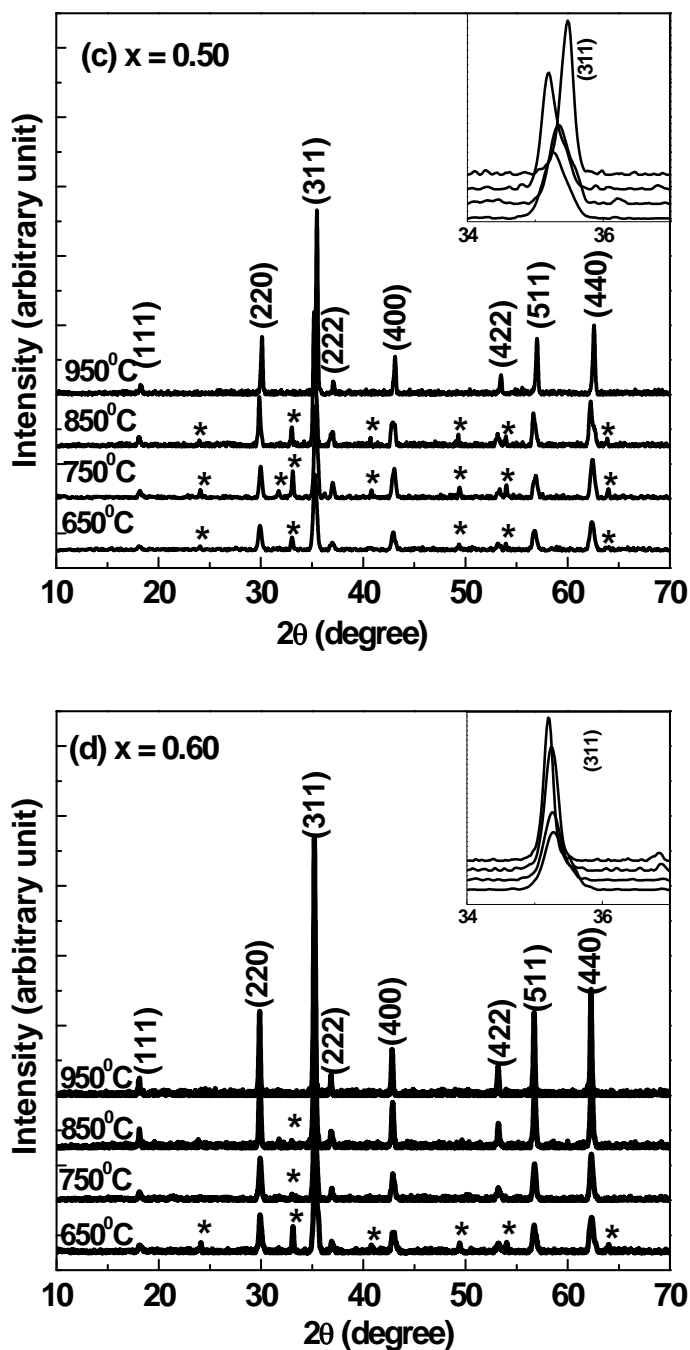 (c) x = 0.50
(311)
34 36
Intensity (arbitrary unit)
(111) (220) (311) (222) (400) (422) (511) (440)
950⁰C
850⁰C
* * * * * *
750⁰C
* * * * * * *
650⁰C
* * * * *
10 20 30 40 50 60 70
2θ (degree)
(d) x = 0.60
(311)
34 36
Intensity (arbitrary unit)
(111) (220) (311) (222) (400) (422) (511) (440)
950⁰C
850⁰C
*
750⁰C
*
650⁰C
* * * * * *
10 20 30 40 50 60 70
2θ (degree)